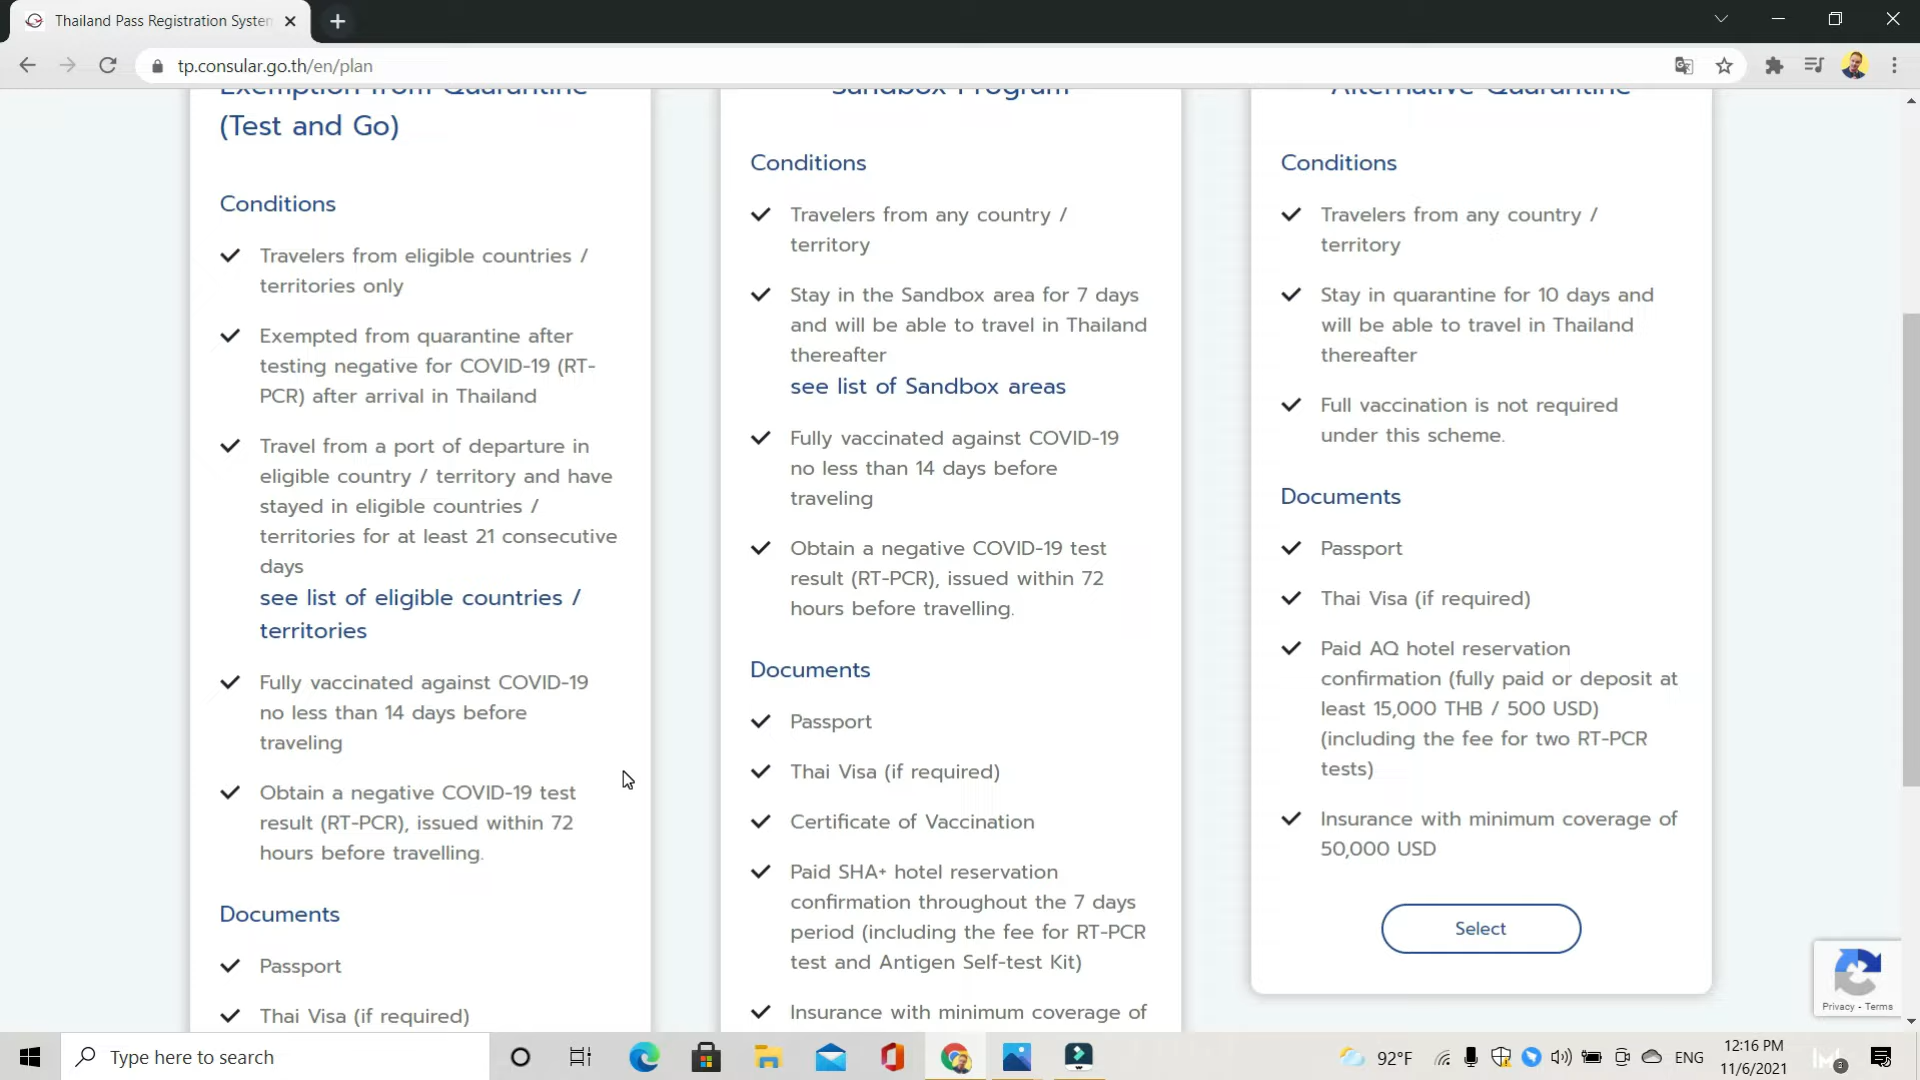 Thailand Pass Registration System
tp.consular.go.th/en/plan
Exemption from Quarantine
(Test and Go)
Conditions
Travelers from eligible countries /
territories only
Exempted from quarantine after
testing negative for COVID-19 (RT-
PCR) after arrival in Thailand
Travel from a port of departure in
eligible country / territory and have
stayed in eligible countries /
territories for at least 21 consecutive
days
see list of eligible countries /
territories
Fully vaccinated against COVID-19
no less than 14 days before
traveling
Obtain a negative COVID-19 test
result (RT-PCR), issued within 72
hours before travelling.
Documents
Passport
Thai Visa (if required)
Sandbox Program
Conditions
Travelers from any country /
territory
Stay in the Sandbox area for 7 days
and will be able to travel in Thailand
thereafter
see list of Sandbox areas
Fully vaccinated against COVID-19
no less than 14 days before
traveling
Obtain a negative COVID-19 test
result (RT-PCR), issued within 72
hours before travelling.
Documents
Passport
Thai Visa (if required)
Certificate of Vaccination
Paid SHA+ hotel reservation
confirmation throughout the 7 days
period (including the fee for RT-PCR
test and Antigen Self-test Kit)
Insurance with minimum coverage of
Alternative Quarantine
Conditions
Travelers from any country /
territory
Stay in quarantine for 10 days and
will be able to travel in Thailand
thereafter
Full vaccination is not required
under this scheme.
Documents
Passport
Thai Visa (if required)
Paid AQ hotel reservation
confirmation (fully paid or deposit at
least 15,000 THB / 500 USD)
(including the fee for two RT-PCR
tests)
Insurance with minimum coverage of
50,000 USD
Select
Privacy - Terms
Type here to search
92°F
ENG
12:16 PM
11/6/2021